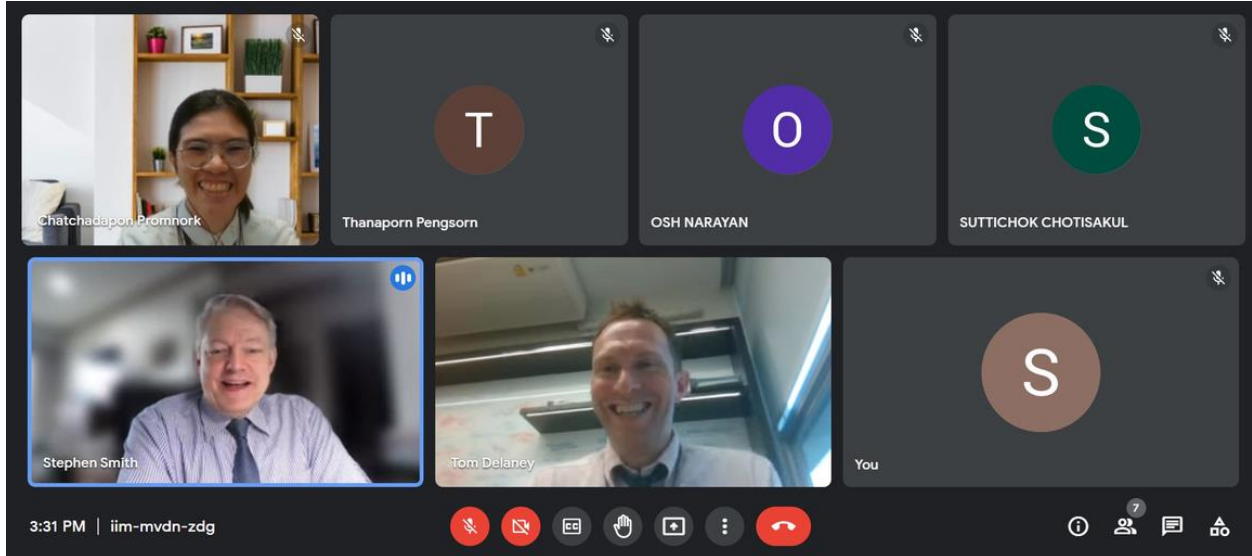 Chatchadapon Promnork
T
Thanaporn Pengsorn
O
OSH NARAYAN
S
SUTTICHOK CHOTISAKUL
Stephen Smith
Tom Delaney
S
You
3:31 PM | iim-mvdn-zdg
CC
7